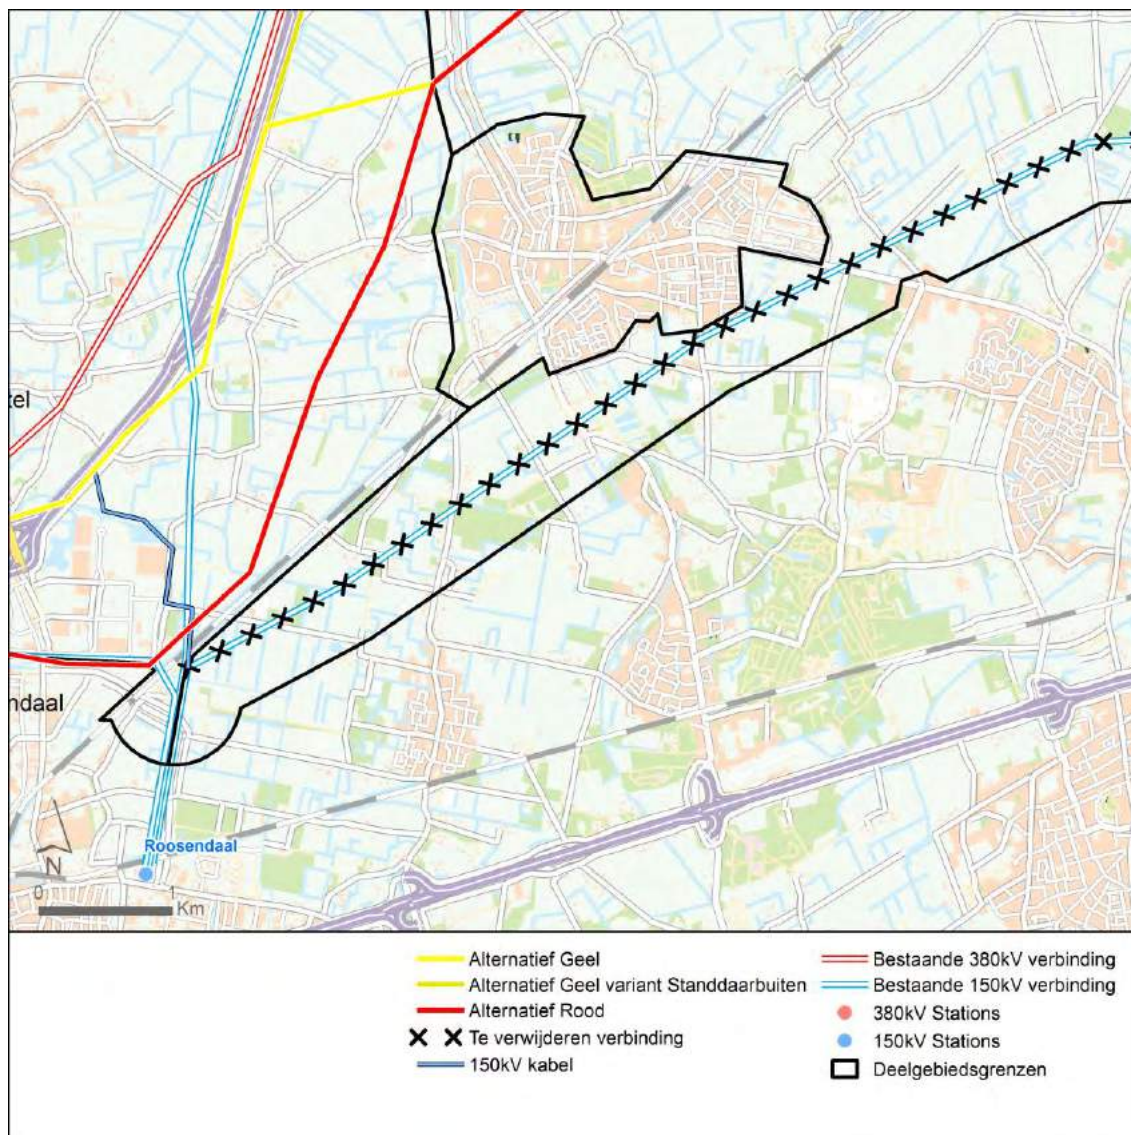 tel
ndaal
Roosendaal
N
0 1
Km
Alternatief Geel
Alternatief Geel variant Standdaarbuiten
Alternatief Rood
Te verwijderen verbinding
150kV kabel
Bestaande 380kV verbinding
Bestaande 150kV verbinding
380kV Stations
150kV Stations
Deelgebiedsgrenzen